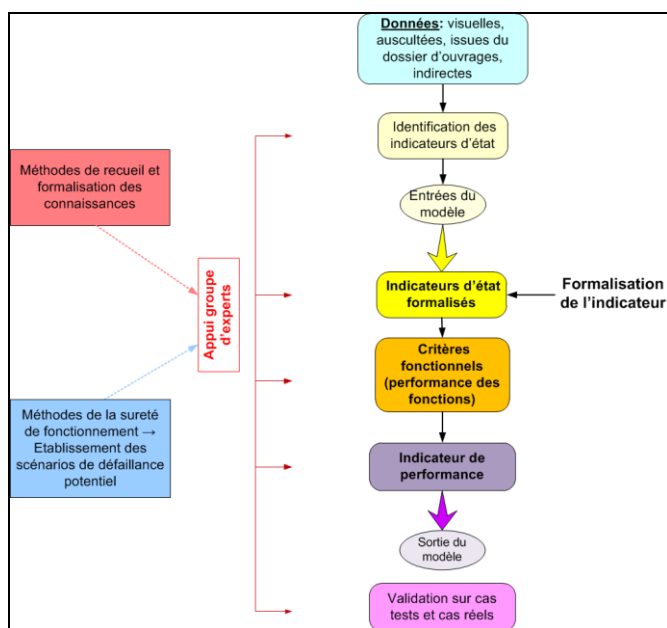 Données: visuelles,
auscultées, issues du
dossier d'ouvrages,
indirectes
Identification des
indicateurs d'état
Méthodes de recueil et
formalisation des
connaissances
Entrées du
modèle
Appui groupe
d'experts
Indicateurs d'état
formalisés
Formalisation
de l'indicateur
Critères
fonctionnels
(performance des
fonctions)
Méthodes de la sureté
de fonctionnement →
Etablissement des
scénarios de défaillance
potentiel
Indicateur de
performance
Sortie du
modèle
Validation sur cas
tests et cas réels